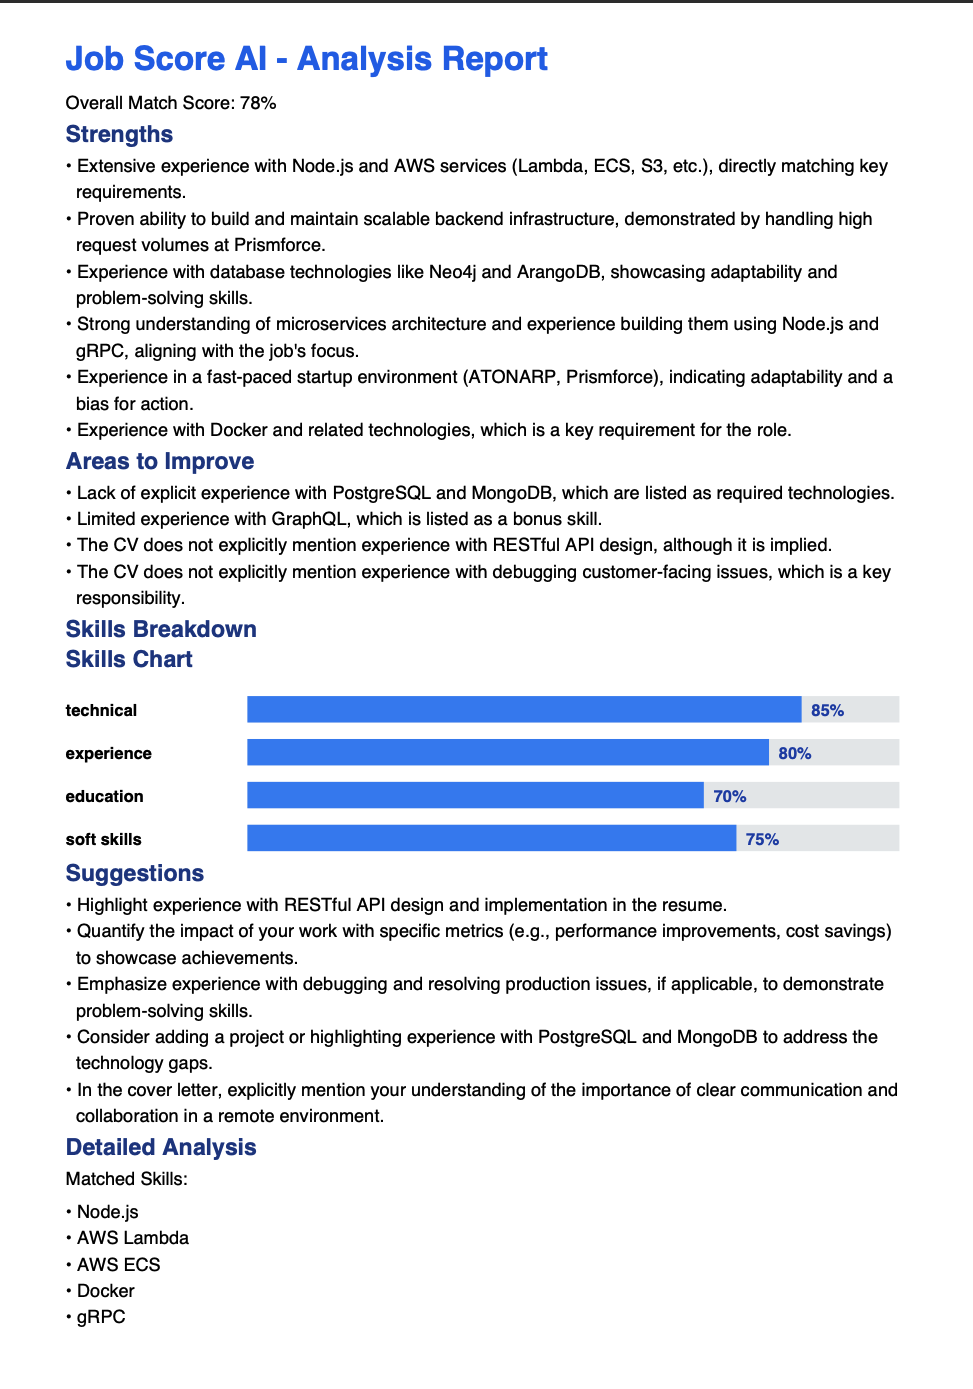 Job Score AI - Analysis Report
Overall Match Score: 78%
Strengths
• Extensive experience with Node.js and AWS services (Lambda, ECS, S3, etc.), directly matching key
requirements.
• Proven ability to build and maintain scalable backend infrastructure, demonstrated by handling high
request volumes at Prismforce.
• Experience with database technologies like Neo4j and ArangoDB, showcasing adaptability and
problem-solving skills.
• Strong understanding of microservices architecture and experience building them using Node.js and
gRPC, aligning with the job's focus.
• Experience in a fast-paced startup environment (ATONARP, Prismforce), indicating adaptability and a
bias for action.
• Experience with Docker and related technologies, which is a key requirement for the role.
Areas to Improve
• Lack of explicit experience with PostgreSQL and MongoDB, which are listed as required technologies.
• Limited experience with GraphQL, which is listed as a bonus skill.
• The CV does not explicitly mention experience with RESTful API design, although it is implied.
• The CV does not explicitly mention experience with debugging customer-facing issues, which is a key
responsibility.
Skills Breakdown
Skills Chart
technical 85%
experience 80%
education 70%
soft skills 75%
Suggestions
• Highlight experience with RESTful API design and implementation in the resume.
• Quantify the impact of your work with specific metrics (e.g., performance improvements, cost savings)
to showcase achievements.
• Emphasize experience with debugging and resolving production issues, if applicable, to demonstrate
problem-solving skills.
• Consider adding a project or highlighting experience with PostgreSQL and MongoDB to address the
technology gaps.
• In the cover letter, explicitly mention your understanding of the importance of clear communication and
collaboration in a remote environment.
Detailed Analysis
Matched Skills:
• Node.js
• AWS Lambda
• AWS ECS
• Docker
• gRPC